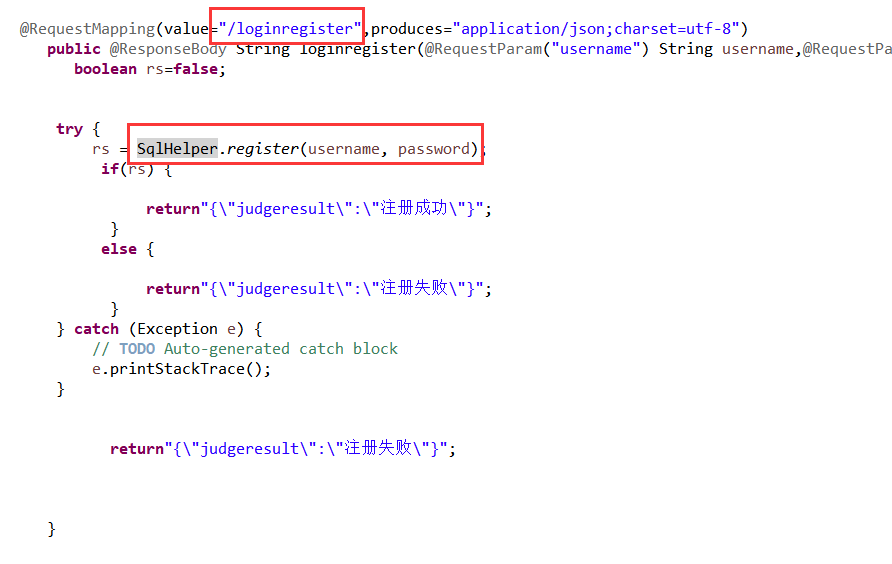 @RequestMapping(value="/loginregister",produces="application/json;charset=utf-8")
public @ResponseBody String loginregister(@RequestParam("username") String username,@RequestPa
boolean rs=false;
try {
rs = SqlHelper.register(username, password);
if(rs) {
return"{\"judgeresult\":\"注册成功\"}";
}
else {
return"{\"judgeresult\":\"注册失败\"}";
}
} catch (Exception e) {
// TODO Auto-generated catch block
e.printStackTrace();
}
return"{\"judgeresult\":\"注册失败\"}";
}